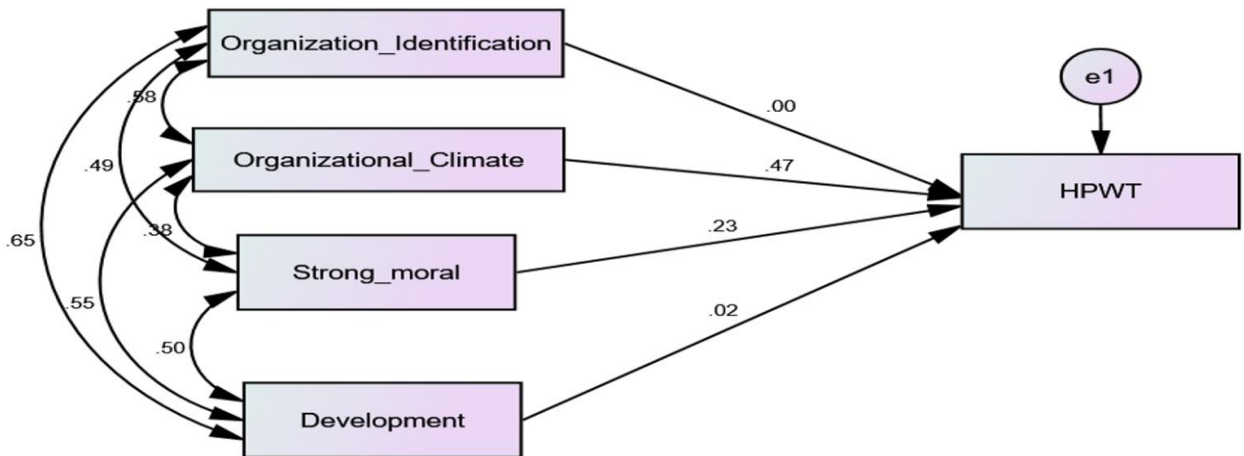 Organization_Identification
e1
.58
.00
Organizational_Climate
.49
.47
HPWT
.38
.65
.23
Strong_moral
.55
.02
.50
Development